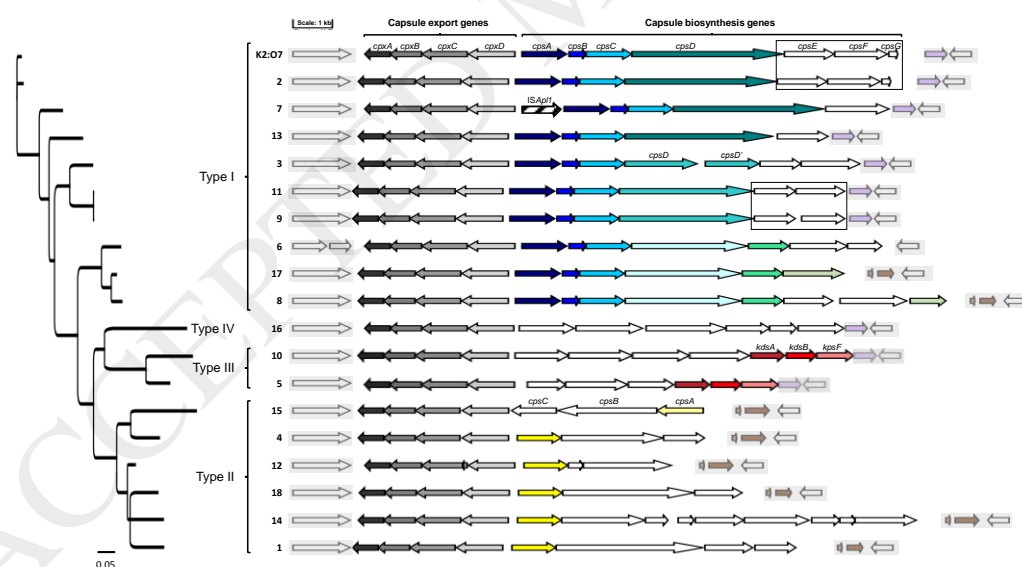 Scale: 1 kb
Capsule export genes
Capsule biosynthesis genes
K2:O7 cpxA cpxB cpxC cpxD cpsA cpsB cpsC cpsD cpsE cpsF cpsG
2
ISApl1
7
13
3 cpsD cpsD'
Type I
11
9
6
17
8
Type IV 16
10 kdsA kdsB kpsF
Type III
5
15 cpsC cpsB cpsA
4
12
Type II
18
14
1
0.05
ACCEPTED M